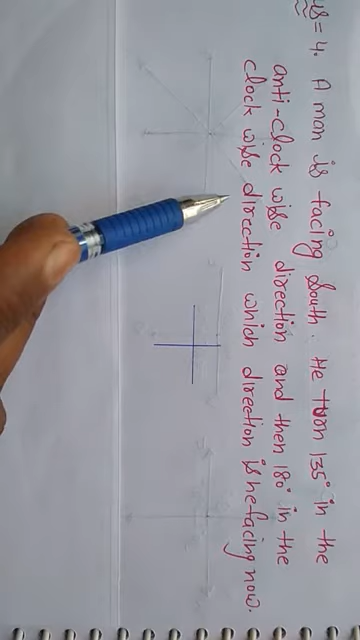 Q8=4. A man is facing South. He turn 135° in the
anti-clock wise direction and then 180° in the
clock wise direction which direction is he facing now.